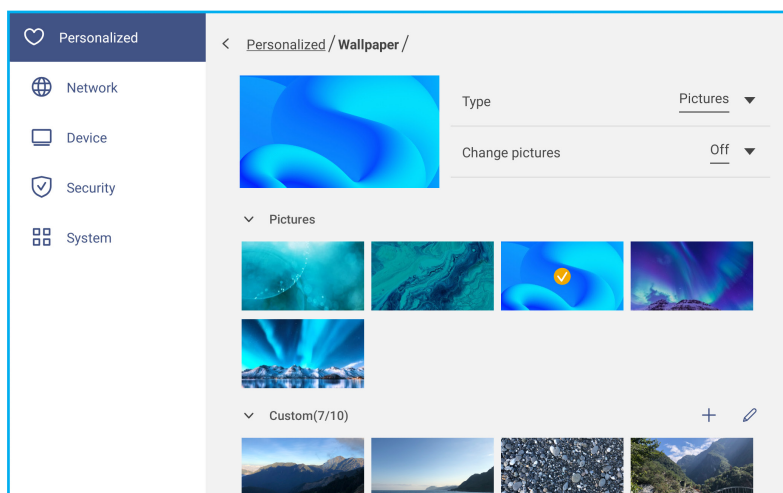 Personalized
Network
Device
Security
System
Personalized / Wallpaper /
Type Pictures
Change pictures Off
Pictures
Custom(7/10)